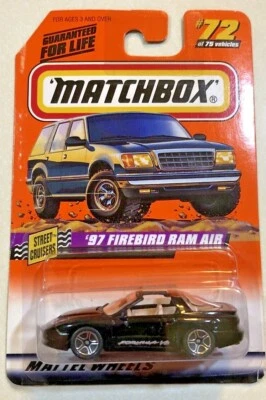 FOR AGES 3 AND OVER
GUARANTEED
FOR LIFE
#72
of 75 vehicles
MATCHBOX®
STREET
CRUISERS
'97 FIREBIRD RAM AIR
MATTEL WHEELS